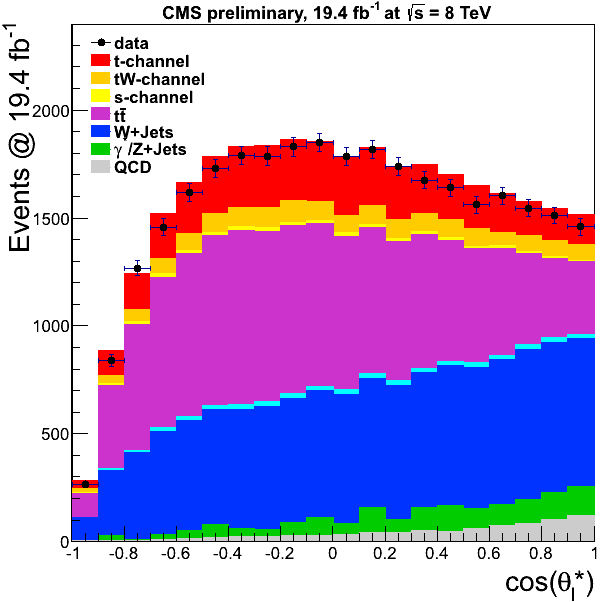 CMS preliminary, 19.4 fb⁻¹ at √s = 8 TeV
Events @ 19.4 fb⁻¹
data
t-channel
tW-channel
s-channel
tt̄
W+Jets
γ*/Z+Jets
QCD
2000
1500
1000
500
0
-1 -0.8 -0.6 -0.4 -0.2 0 0.2 0.4 0.6 0.8 1
cos(θₗ*)